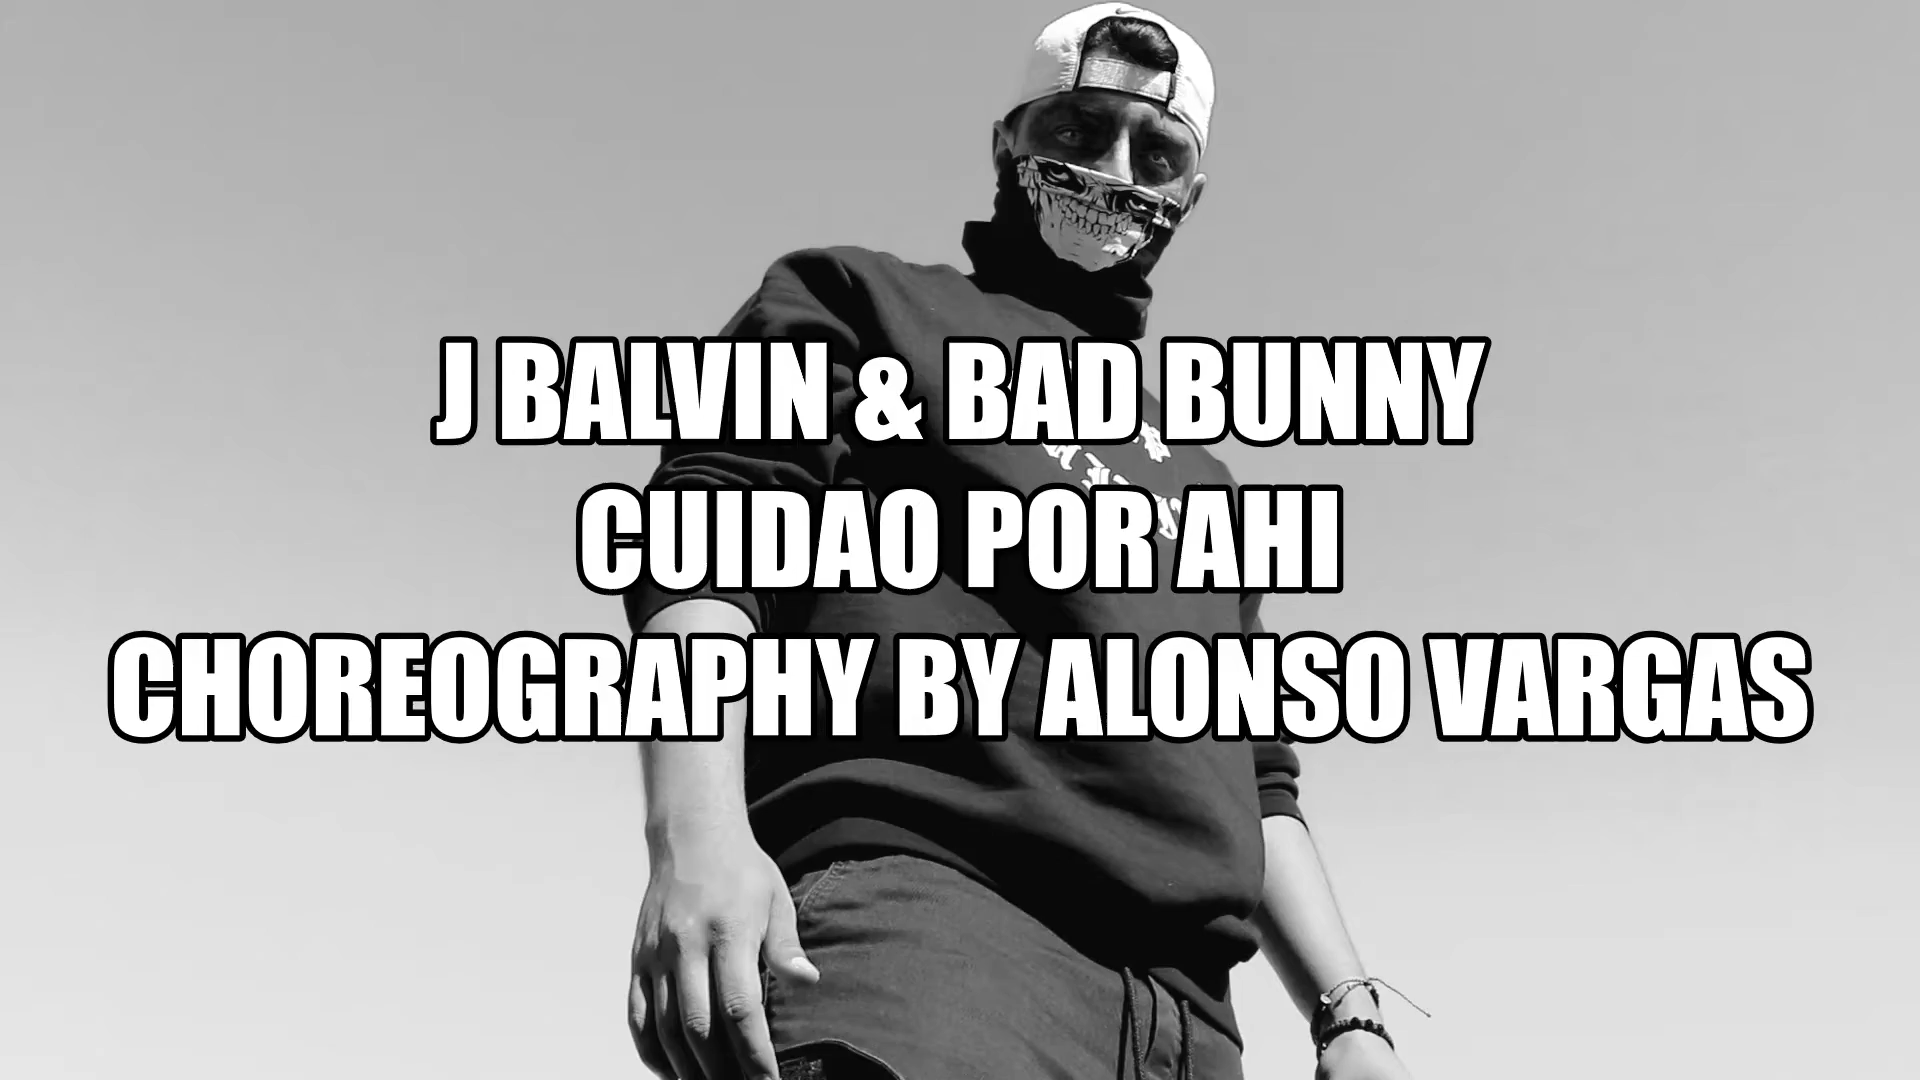 J BALVIN & BAD BUNNY
CUIDAO POR AHI
CHOREOGRAPHY BY ALONSO VARGAS